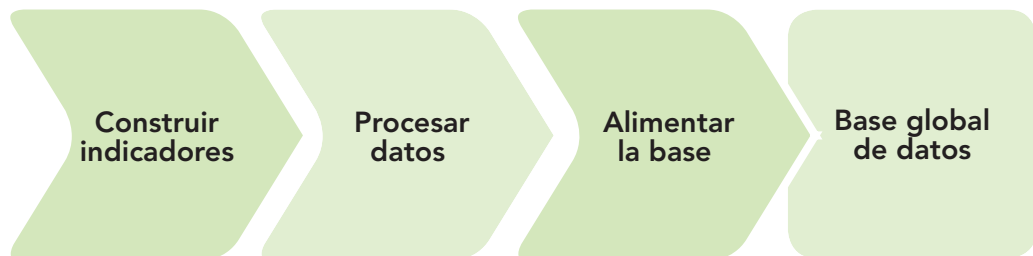 Construir
indicadores
Procesar
datos
Alimentar
la base
Base global
de datos